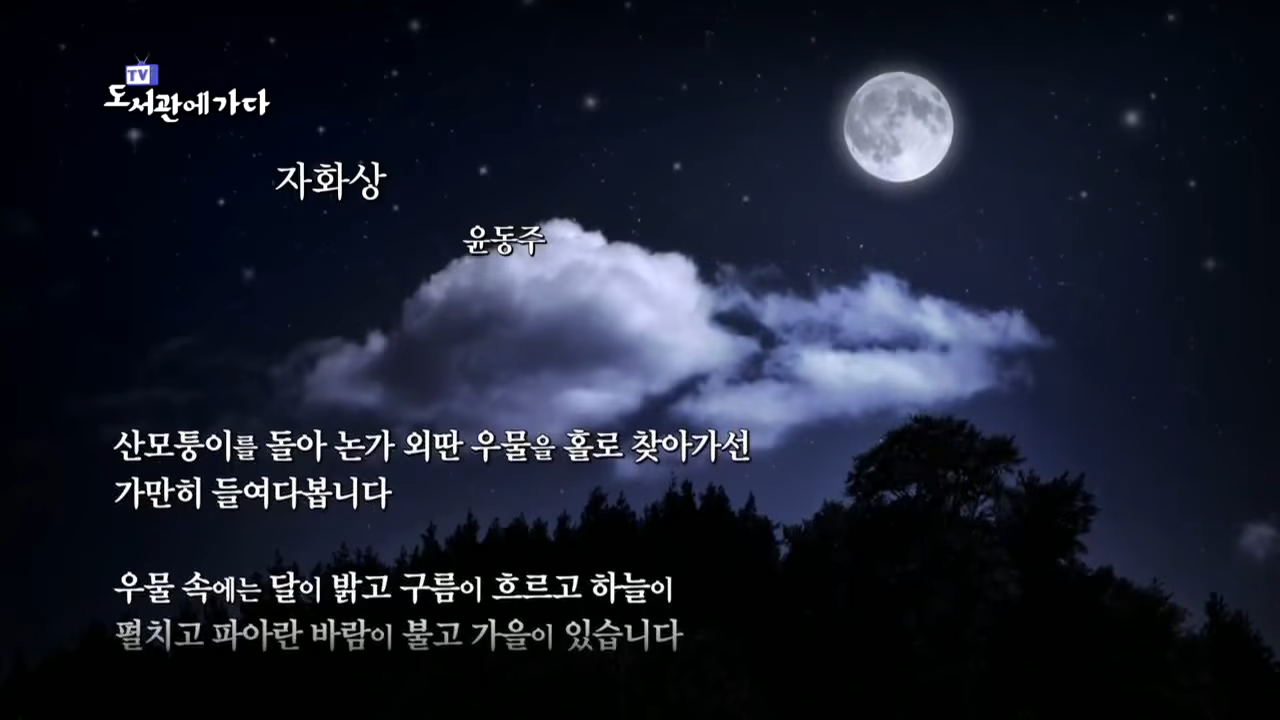 TV
도서관에 가다
자화상
윤동주
산모퉁이를 돌아 논가 외딴 우물을 홀로 찾아가선
가만히 들여다봅니다
우물 속에는 달이 밝고 구름이 흐르고 하늘이
펼치고 파아란 바람이 불고 가을이 있습니다